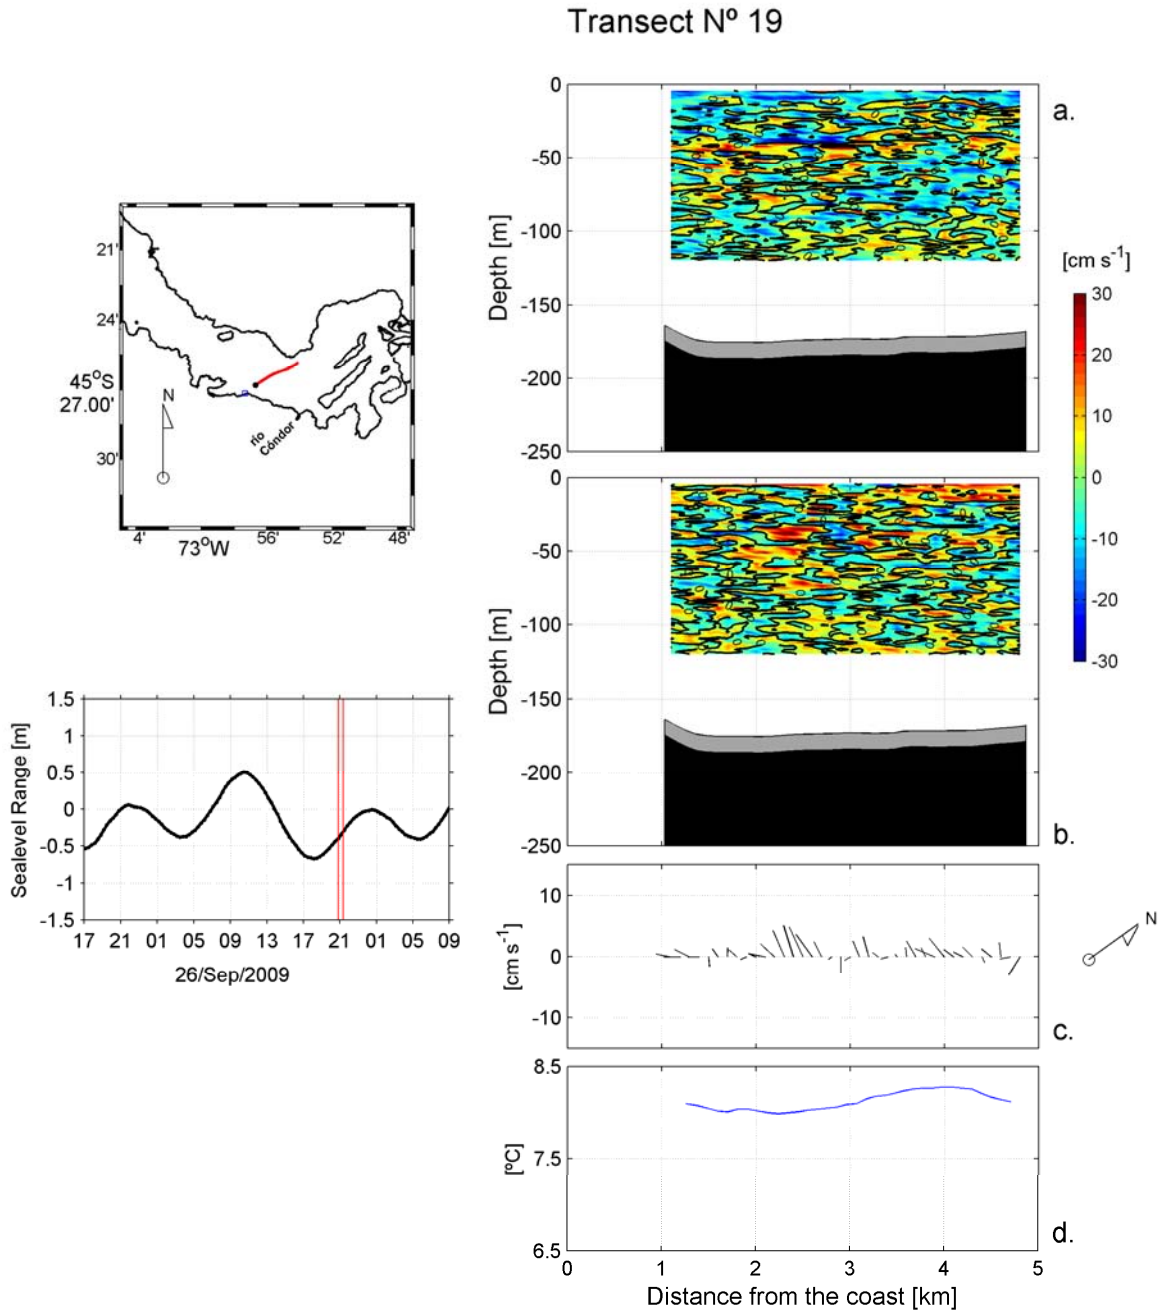 Transect Nº 19
0
-50
-100
-150
-200
-250
Depth [m]
a.
[cm s⁻¹]
30
20
10
0
-10
-20
-30
21'
24'
45°S
27.00'
30'
N
río
Cóndor
4'
73°W
56'
52'
48'
0
-50
-100
-150
-200
-250
Depth [m]
b.
1.5
1
0.5
0
-0.5
-1
-1.5
Sealevel Range [m]
17 21 01 05 09 13 17 21 01 05 09
26/Sep/2009
10
0
-10
[cm s⁻¹]
N
c.
8.5
7.5
6.5
[ºC]
d.
0 1 2 3 4 5
Distance from the coast [km]